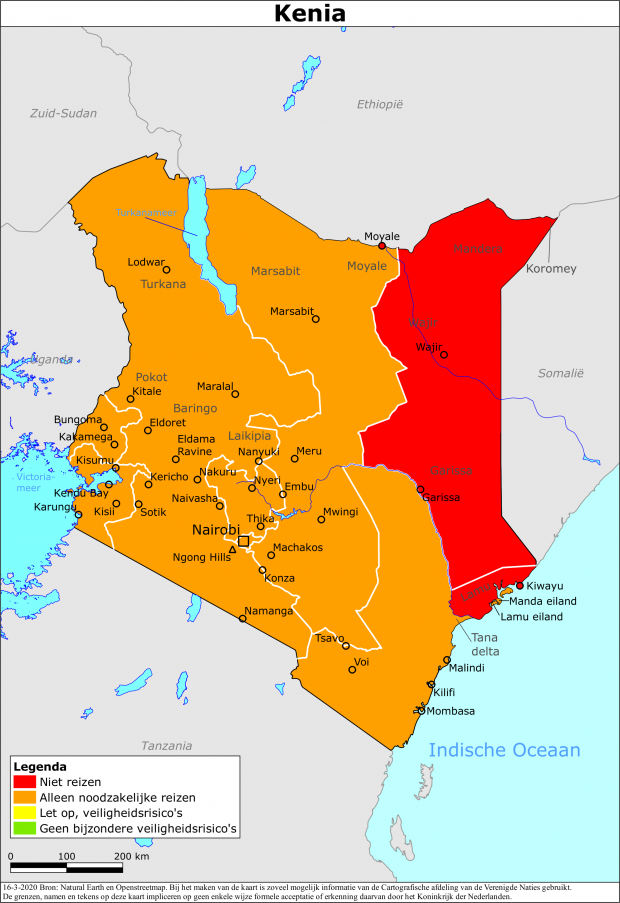 Kenia
Zuid-Sudan
Ethiopië
Turkanameer
Moyale
Mandera
Moyale
Koromey
Lodwar
Turkana
Marsabit
Marsabit
Wajir
Wajir
Uganda
Somalië
Pokot
Kitale
Maralal
Baringo
Bungoma
Eldoret
Kakamega
Eldama
Ravine
Laikipia
Nanyuki
Meru
Kisumu
Victoria-
meer
Kericho
Nakuru
Nyeri
Embu
Garissa
Garissa
Kendu Bay
Karungu
Kisii
Sotik
Naivasha
Thika
Mwingi
Nairobi
Ngong Hills
Machakos
Konza
Lamu
Kiwayu
Manda eiland
Lamu eiland
Namanga
Tsavo
Tana
delta
Voi
Malindi
Kilifi
Mombasa
Tanzania
Indische Oceaan
Legenda
Niet reizen
Alleen noodzakelijke reizen
Let op, veiligheidsrisico's
Geen bijzondere veiligheidsrisico's
0 100 200 km
16-3-2020 Bron: Natural Earth en Openstreetmap. Bij het maken van de kaart is zoveel mogelijk informatie van de Cartografische afdeling van de Verenigde Naties gebruikt.
De grenzen, namen en tekens op deze kaart impliceren op geen enkele wijze formele acceptatie of erkenning daarvan door het Koninkrijk der Nederlanden.